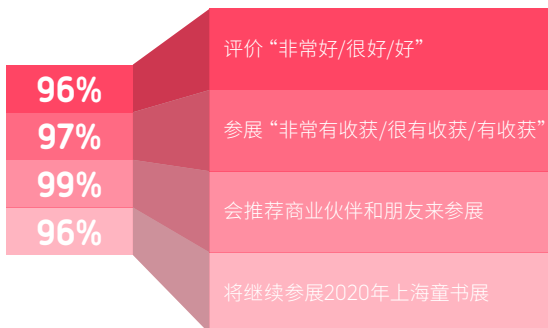 96%
评价“非常好/很好/好”
97%
参展“非常有收获/很有收获/有收获”
99%
会推荐商业伙伴和朋友来参展
96%
将继续参展2020年上海童书展